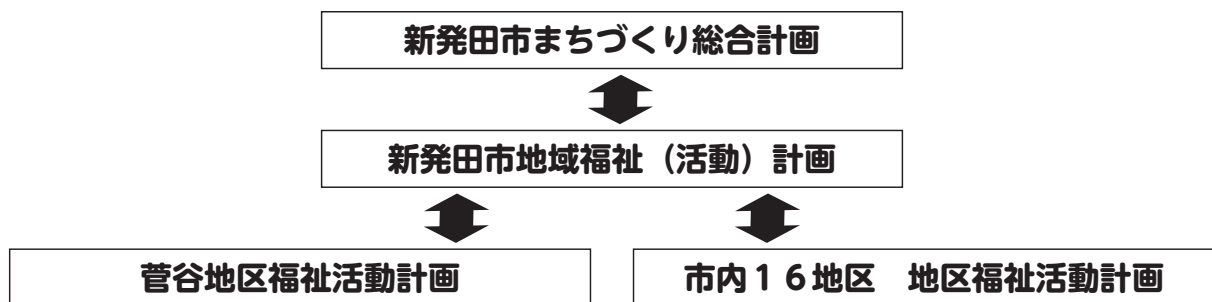 新発田市まちづくり総合計画
新発田市地域福祉（活動）計画
菅谷地区福祉活動計画
市内１６地区　地区福祉活動計画